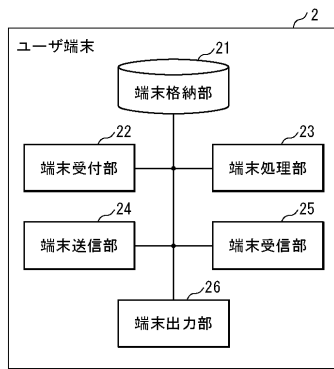 2
ユーザ端末
21
端末格納部
22
端末受付部
23
端末処理部
24
端末送信部
25
端末受信部
26
端末出力部